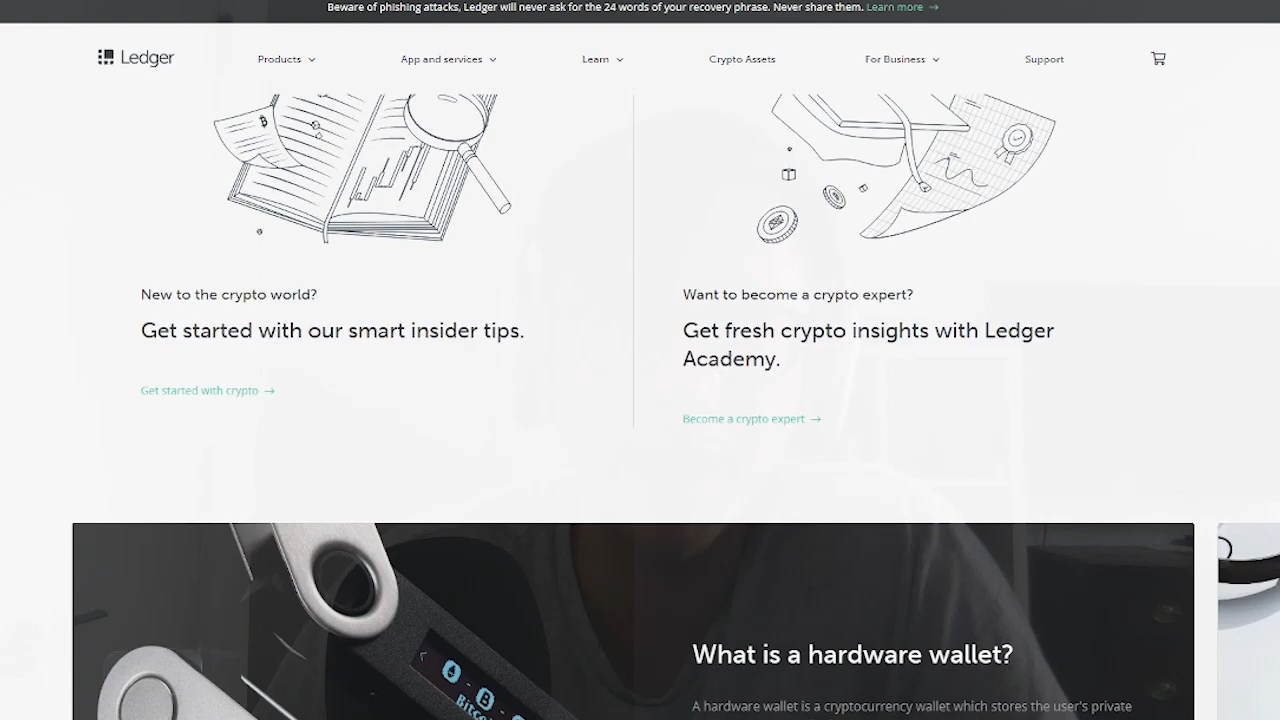 Beware of phishing attacks, Ledger will never ask for the 24 words of your recovery phrase. Never share them. Learn more →
Ledger Products App and services Learn Crypto Assets For Business Support
New to the crypto world?
Get started with our smart insider tips.
Get started with crypto →
Want to become a crypto expert?
Get fresh crypto insights with Ledger
Academy.
Become a crypto expert →
What is a hardware wallet?
A hardware wallet is a cryptocurrency wallet which stores the user's private